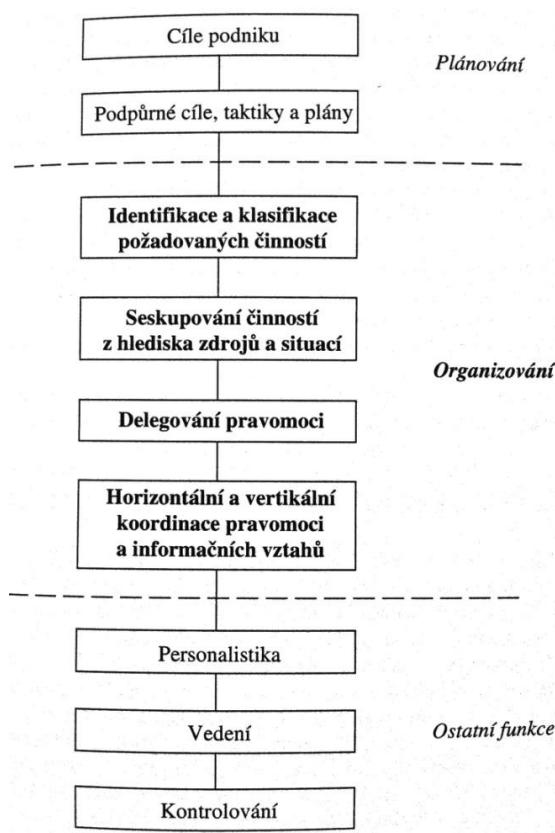 Cíle podniku
Plánování
Podpůrné cíle, taktiky a plány
Identifikace a klasifikace
požadovaných činností
Seskupování činností
z hlediska zdrojů a situací
Organizování
Delegování pravomoci
Horizontální a vertikální
koordinace pravomoci
a informačních vztahů
Personalistika
Vedení
Ostatní funkce
Kontrolování